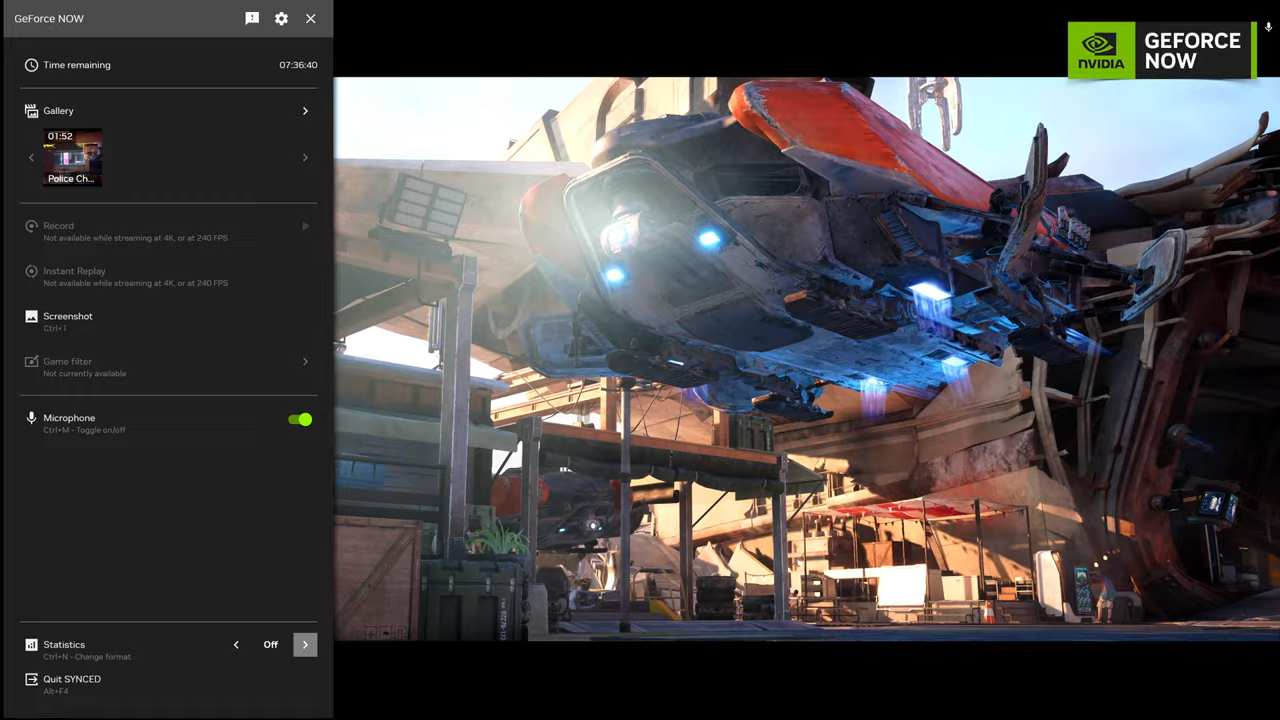 GeForce NOW
Time remaining 07:36:40
Gallery
01:52
Police Ch...
Record
Not available while streaming at 4K, or at 240 FPS
Instant Replay
Not available while streaming at 4K, or at 240 FPS
Screenshot
Ctrl+1
Game filter
Not currently available
Microphone
Ctrl+M - Toggle on/off
Statistics Off
Ctrl+N - Change format
Quit SYNCED
Alt+F4
NVIDIA
GEFORCE
NOW